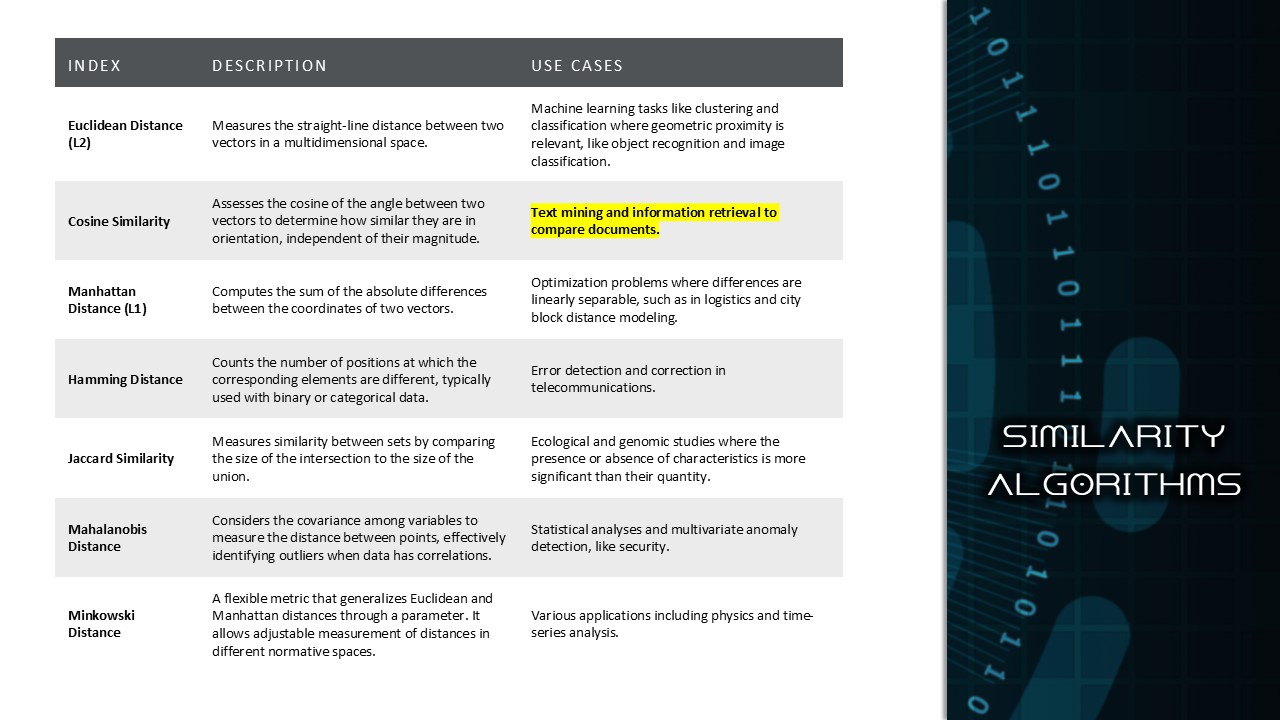 INDEX DESCRIPTION USE CASES
Euclidean Distance
(L2)
Measures the straight-line distance between two
vectors in a multidimensional space.
Machine learning tasks like clustering and
classification where geometric proximity is
relevant, like object recognition and image
classification.
Cosine Similarity
Assesses the cosine of the angle between two
vectors to determine how similar they are in
orientation, independent of their magnitude.
Text mining and information retrieval to
compare documents.
Manhattan
Distance (L1)
Computes the sum of the absolute differences
between the coordinates of two vectors.
Optimization problems where differences are
linearly separable, such as in logistics and city
block distance modeling.
Hamming Distance
Counts the number of positions at which the
corresponding elements are different, typically
used with binary or categorical data.
Error detection and correction in
telecommunications.
Jaccard Similarity
Measures similarity between sets by comparing
the size of the intersection to the size of the
union.
Ecological and genomic studies where the
presence or absence of characteristics is more
significant than their quantity.
Mahalanobis
Distance
Considers the covariance among variables to
measure the distance between points, effectively
identifying outliers when data has correlations.
Statistical analyses and multivariate anomaly
detection, like security.
Minkowski
Distance
A flexible metric that generalizes Euclidean and
Manhattan distances through a parameter. It
allows adjustable measurement of distances in
different normative spaces.
Various applications including physics and time-
series analysis.
SIMILARITY
ALGORITHMS